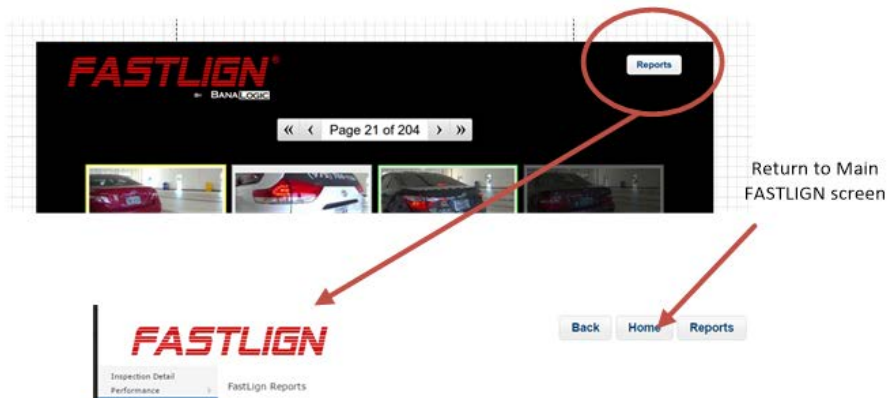 FASTLIGN®
BY BANALOGIC
Reports
« ‹ Page 21 of 204 › »
Return to Main
FASTLIGN screen
FASTLIGN
Back Home Reports
Inspection Detail
Performance ›
FastLign Reports